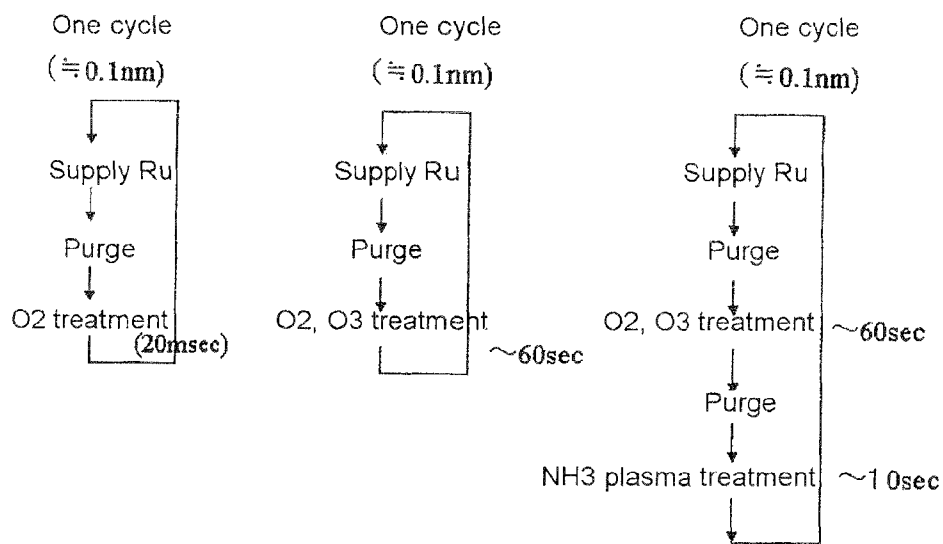 One cycle
(≒0.1nm)
Supply Ru
Purge
O2 treatment
(20msec)
One cycle
(≒0.1nm)
Supply Ru
Purge
O2, O3 treatment
～60sec
One cycle
(≒0.1nm)
Supply Ru
Purge
O2, O3 treatment
～60sec
Purge
NH3 plasma treatment
～10sec